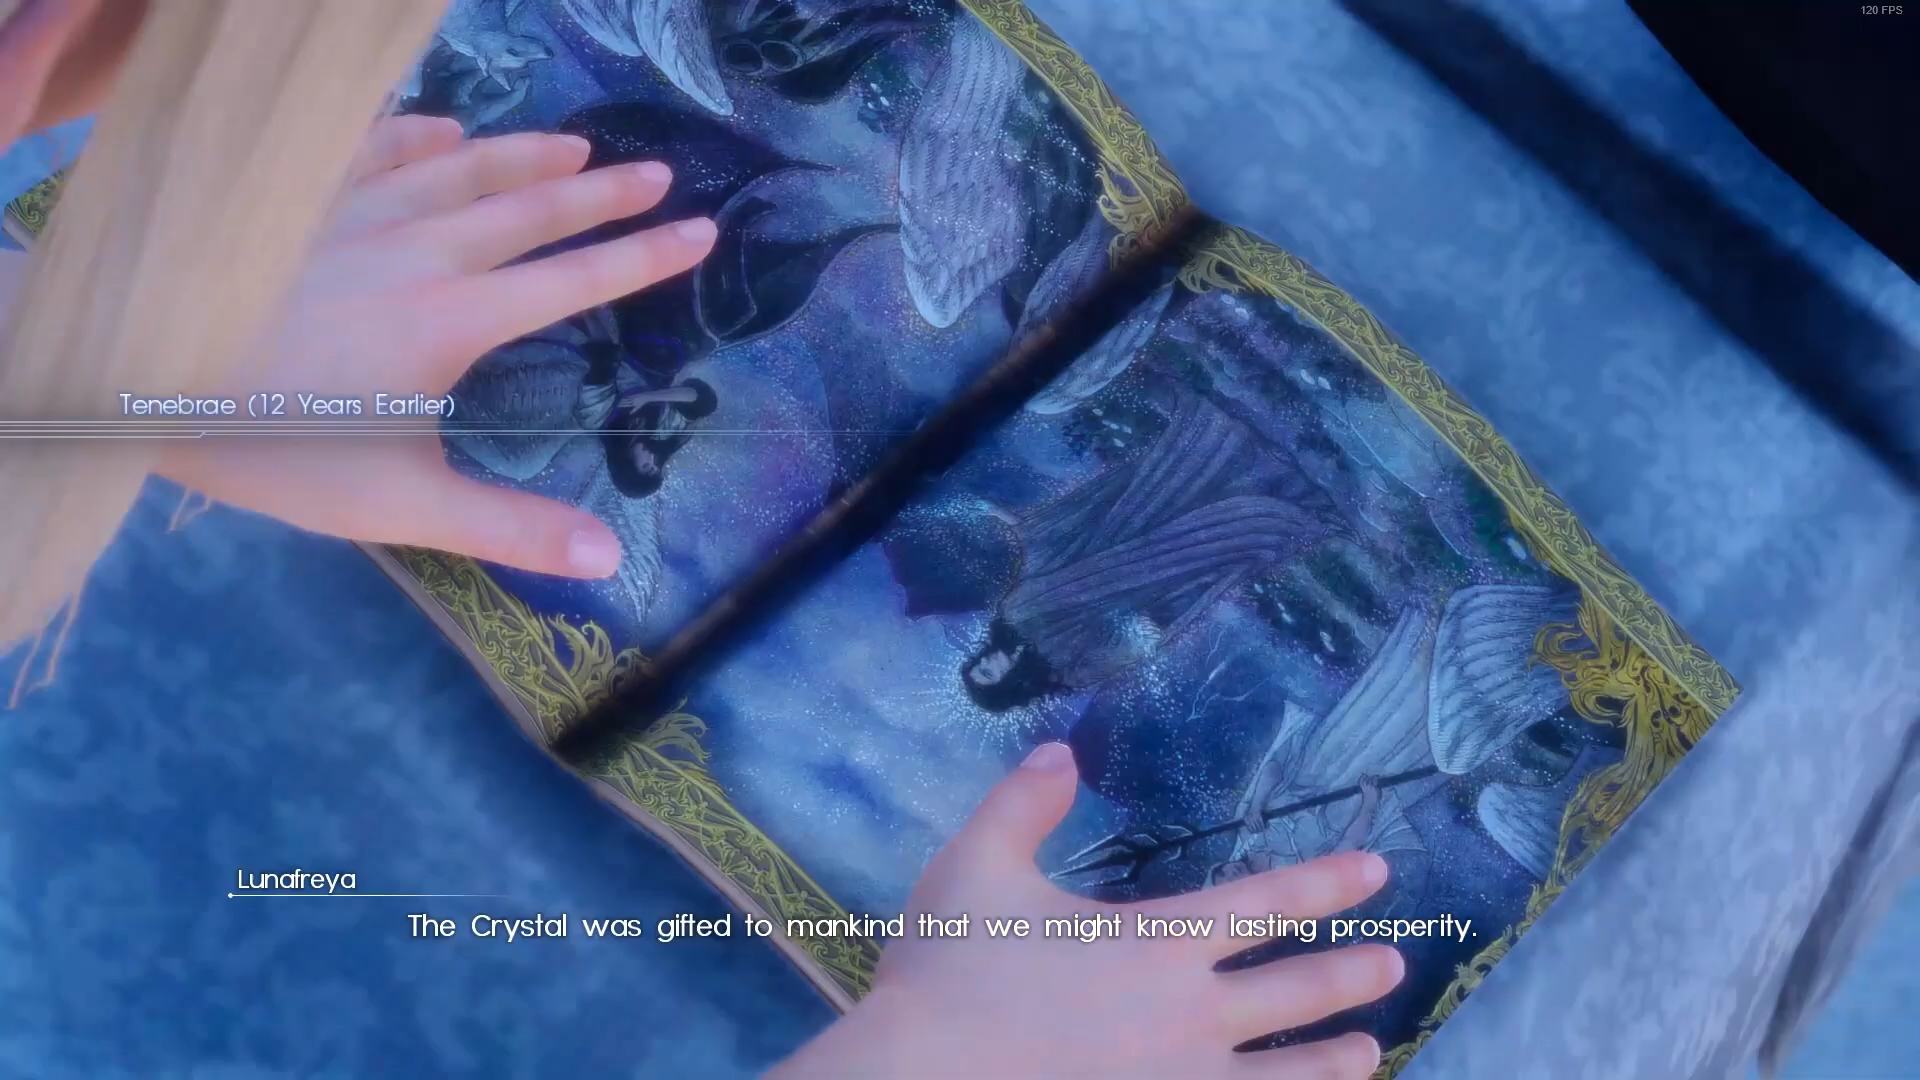 120 FPS
Tenebrae (12 Years Earlier)
Lunafreya
The Crystal was gifted to mankind that we might know lasting prosperity.